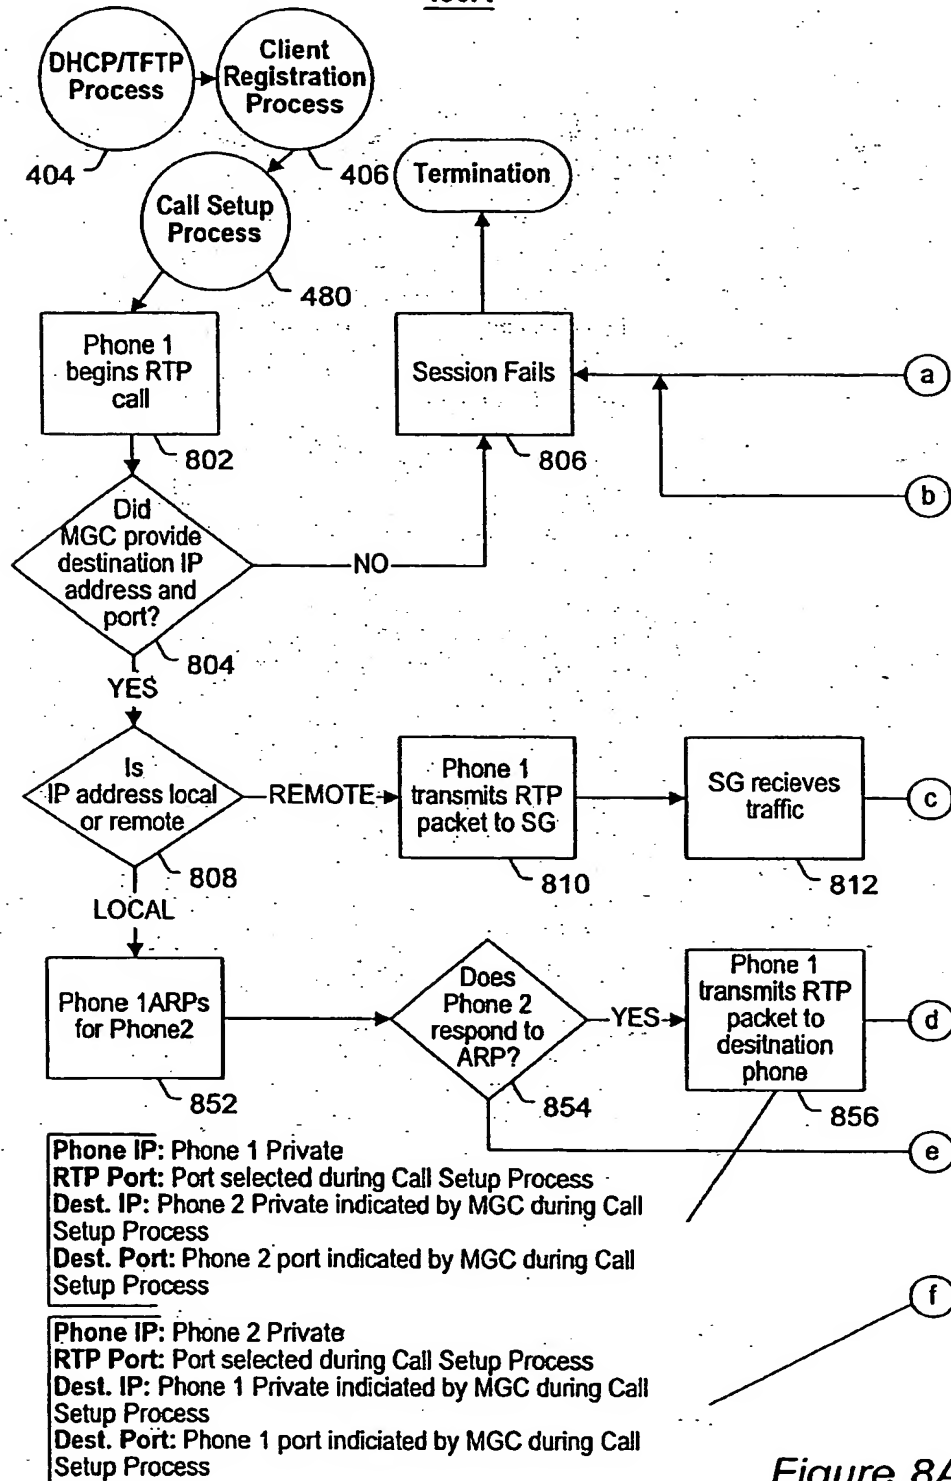 DHCP/TFTP
Process
404
Client
Registration
Process
406
Termination
Call Setup
Process
480
Phone 1
begins RTP
call
802
Session Fails
806
a
b
Did
MGC provide
destination IP
address and
port?
804
NO
YES
Is
IP address local
or remote
808
REMOTE
Phone 1
transmits RTP
packet to SG
810
SG recieves
traffic
812
c
LOCAL
Phone 1ARPs
for Phone2
852
Does
Phone 2
respond to
ARP?
854
YES
Phone 1
transmits RTP
packet to
desitnation
phone
856
d
e
Phone IP: Phone 1 Private
RTP Port: Port selected during Call Setup Process
Dest. IP: Phone 2 Private indicated by MGC during Call
Setup Process
Dest. Port: Phone 2 port indicated by MGC during Call
Setup Process
f
Phone IP: Phone 2 Private
RTP Port: Port selected during Call Setup Process
Dest. IP: Phone 1 Private indiciated by MGC during Call
Setup Process
Dest. Port: Phone 1 port indiciated by MGC during Call
Setup Process
Figure 8A